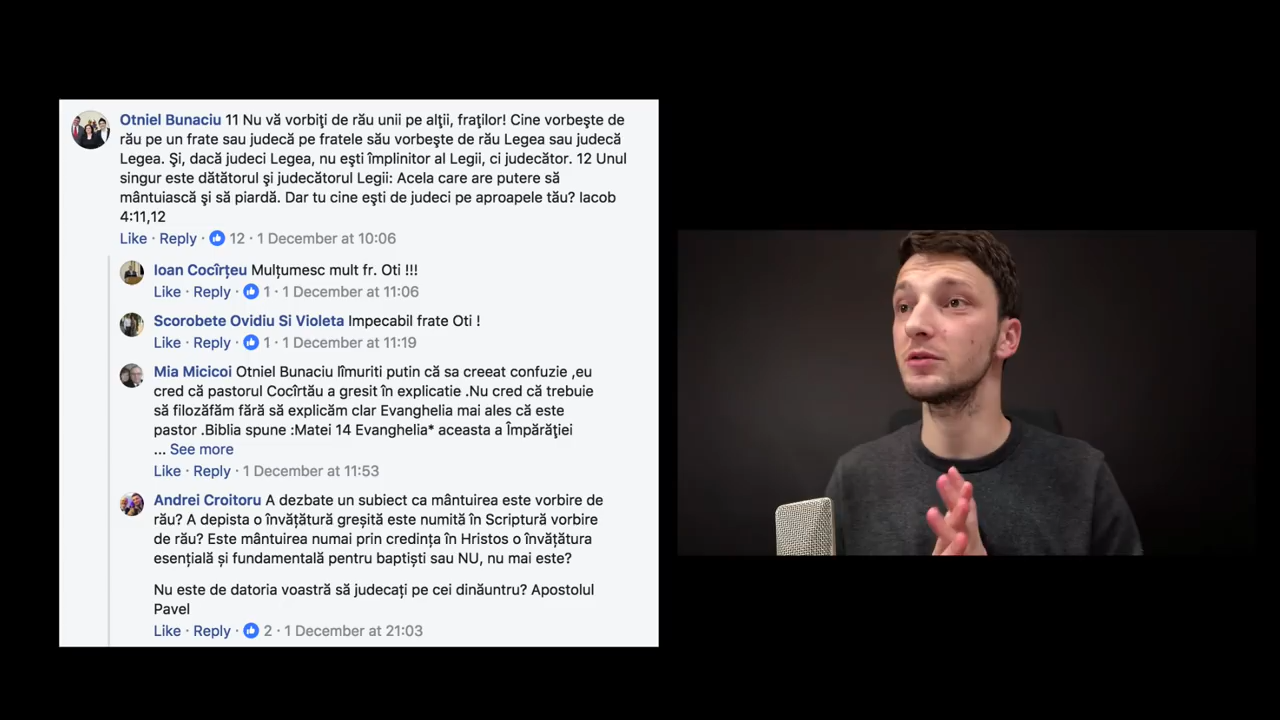 Otniel Bunaciu 11 Nu vă vorbiţi de rău unii pe alţii, fraţilor! Cine vorbeşte de
rău pe un frate sau judecă pe fratele său vorbeşte de rău Legea sau judecă
Legea. Şi, dacă judeci Legea, nu eşti împlinitor al Legii, ci judecător. 12 Unul
singur este dătătorul şi judecătorul Legii: Acela care are putere să
mântuiască şi să piardă. Dar tu cine eşti de judeci pe aproapele tău? Iacob
4:11,12
Like · Reply · 12 · 1 December at 10:06
Ioan Cocîrțeu Mulțumesc mult fr. Oti !!!
Like · Reply · 1 · 1 December at 11:06
Scorobete Ovidiu Si Violeta Impecabil frate Oti !
Like · Reply · 1 · 1 December at 11:19
Mia Micicoi Otniel Bunaciu lîmuriti putin că sa creeat confuzie ,eu
cred că pastorul Cocîrtău a gresit în explicatie .Nu cred că trebuie
să filozăfăm fără să explicăm clar Evanghelia mai ales că este
pastor .Biblia spune :Matei 14 Evanghelia* aceasta a Împărăţiei
... See more
Like · Reply · 1 December at 11:53
Andrei Croitoru A dezbate un subiect ca mântuirea este vorbire de
rău? A depista o învățătură greșită este numită în Scriptură vorbire
de rău? Este mântuirea numai prin credința în Hristos o învățătura
esențială și fundamentală pentru baptiști sau NU, nu mai este?
Nu este de datoria voastră să judecați pe cei dinăuntru? Apostolul
Pavel
Like · Reply · 2 · 1 December at 21:03